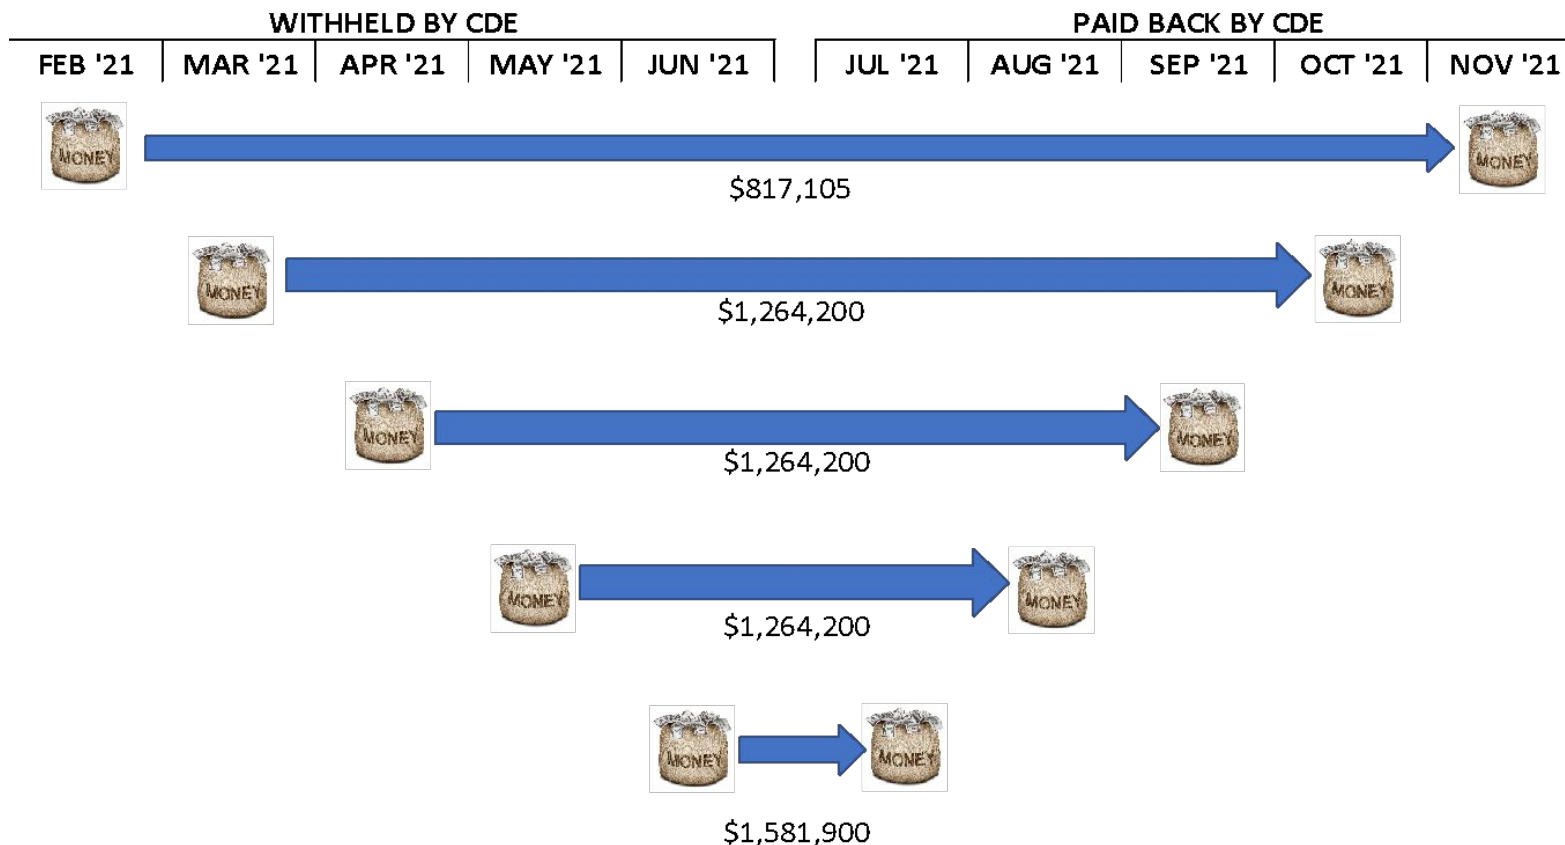 WITHHELD BY CDE PAID BACK BY CDE
FEB '21 MAR '21 APR '21 MAY '21 JUN '21 JUL '21 AUG '21 SEP '21 OCT '21 NOV '21
MONEY MONEY
$817,105
MONEY MONEY
$1,264,200
MONEY MONEY
$1,264,200
MONEY MONEY
$1,264,200
MONEY MONEY
$1,581,900